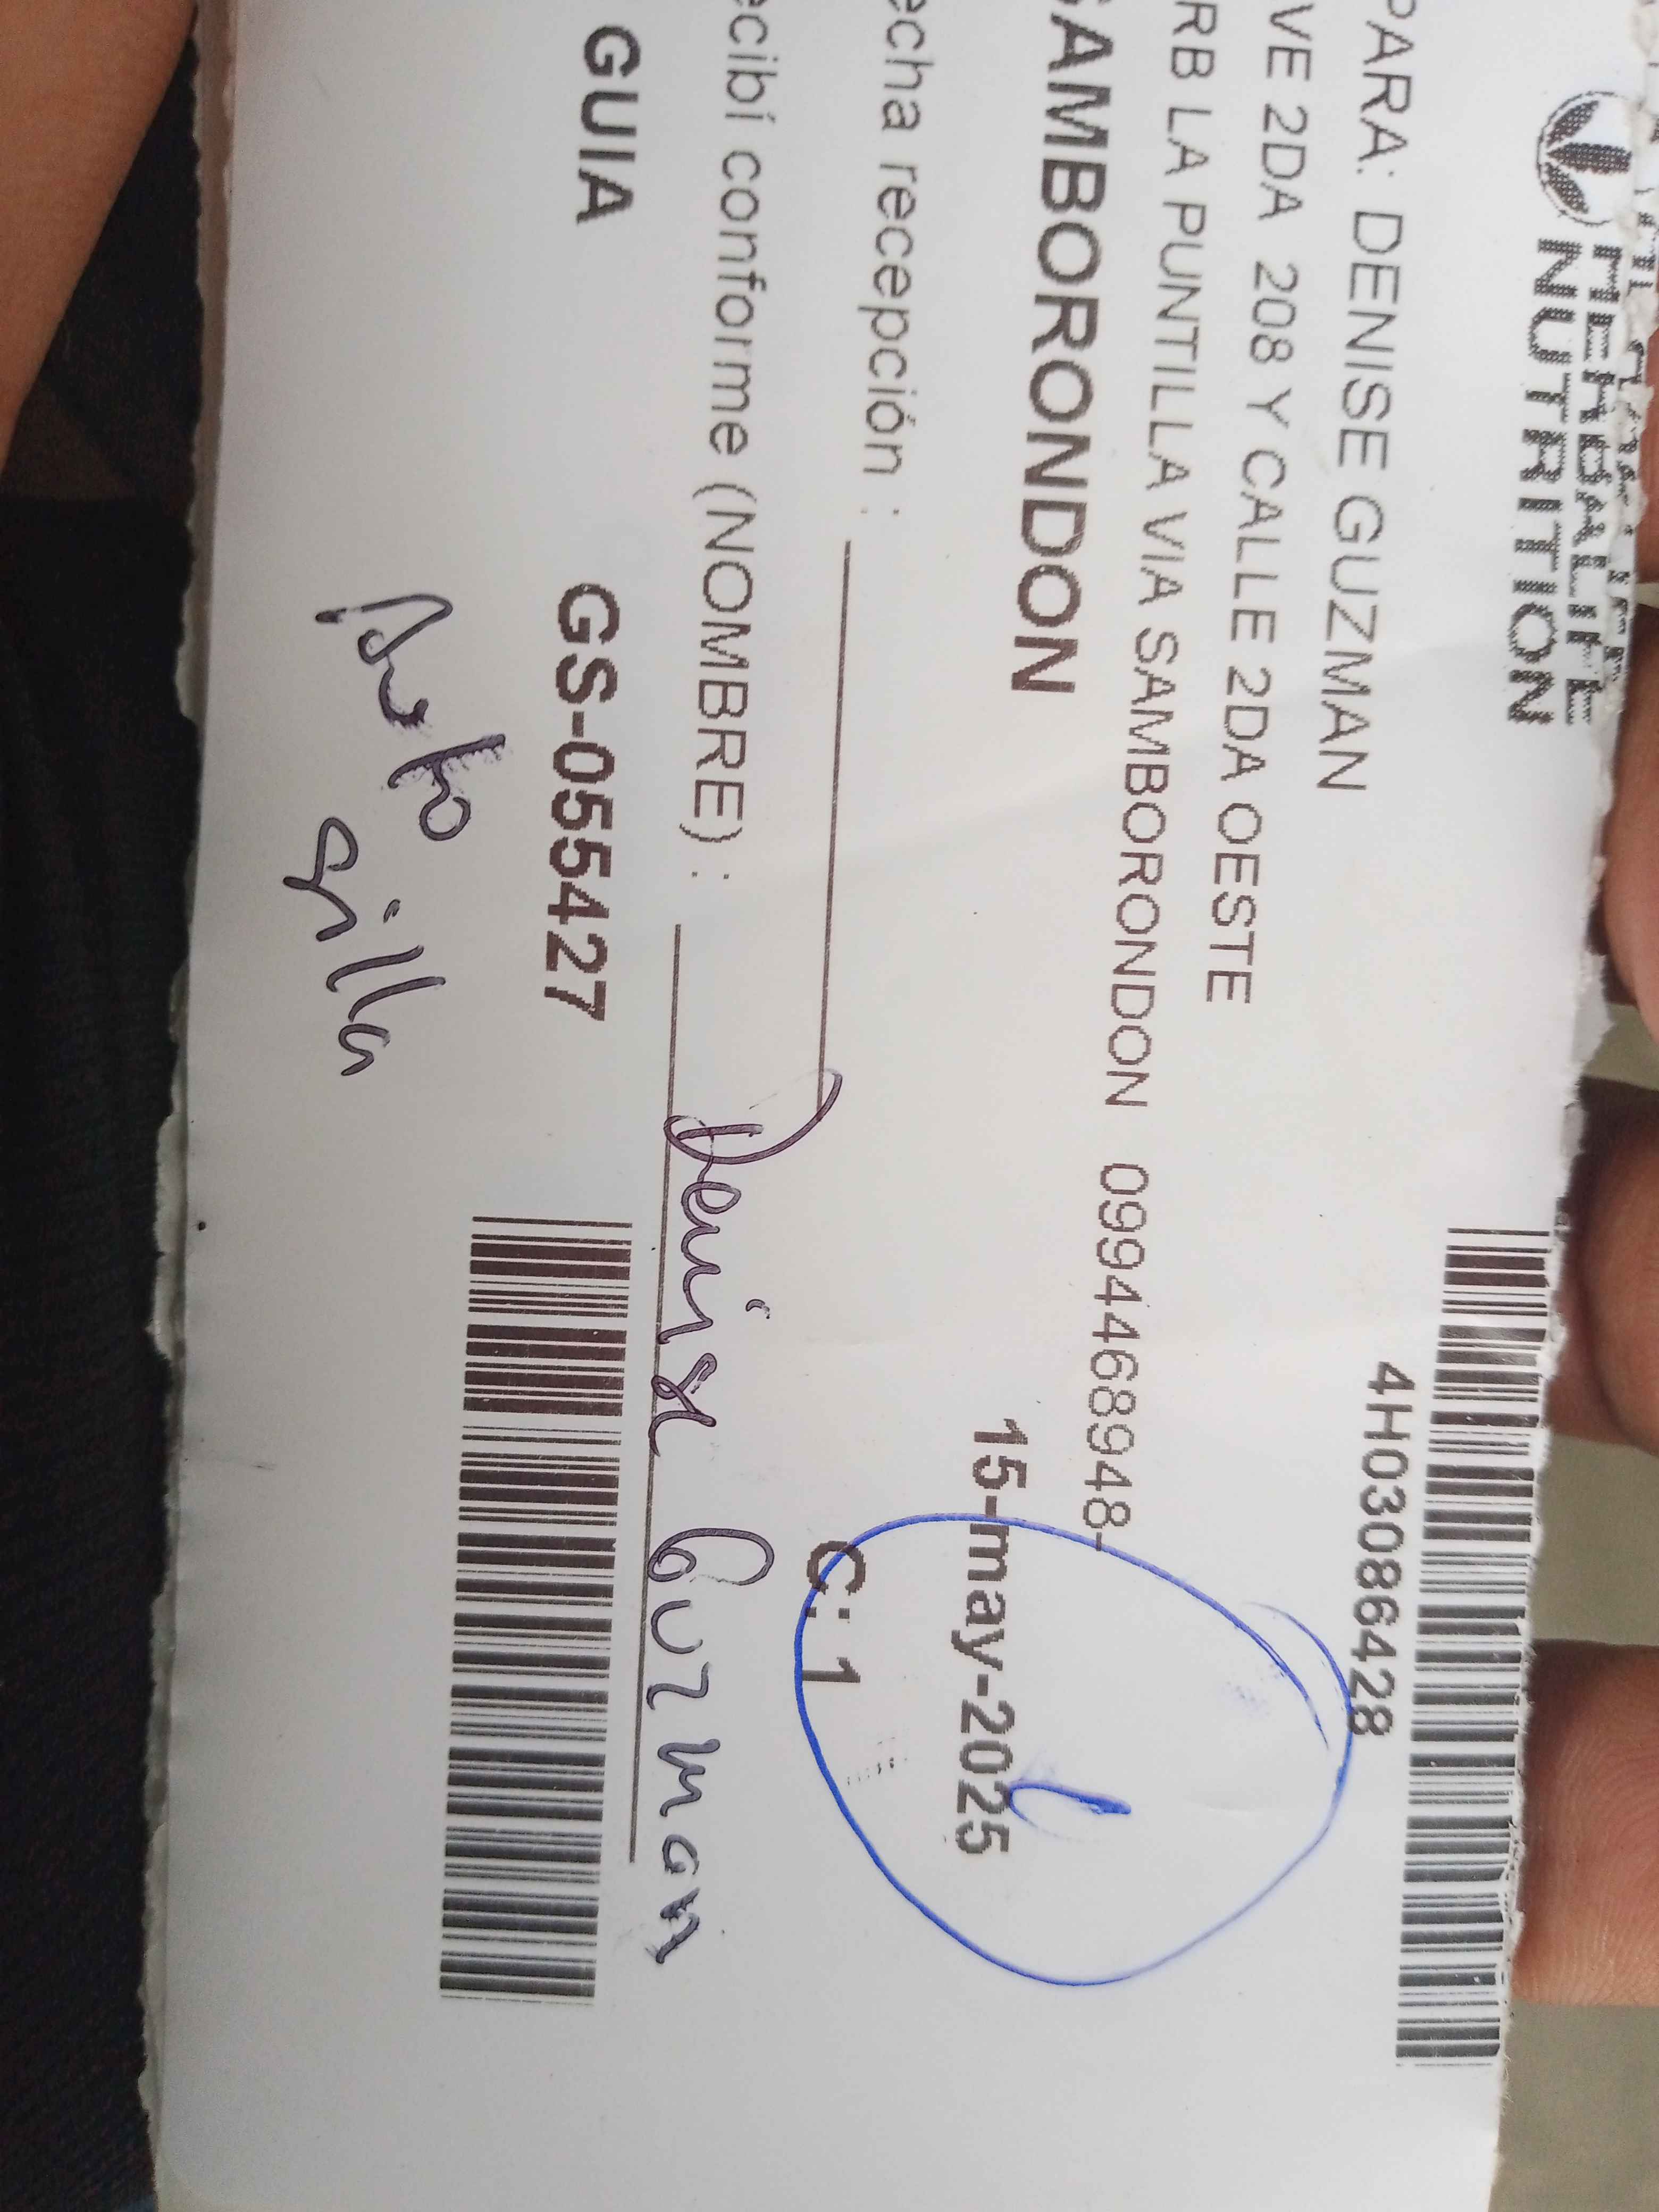 HERBALIFE
NUTRITION
4H03086428
PARA: DENISE GUZMAN
VE 2DA 208 Y CALLE 2DA OESTE
RB LA PUNTILLA VIA SAMBORONDON 0994468948-
SAMBORONDON
15-may-2025
echa recepción :
C: 1
ecibí conforme (NOMBRE) : Denise Guzman
GUIA GS-055427
silla